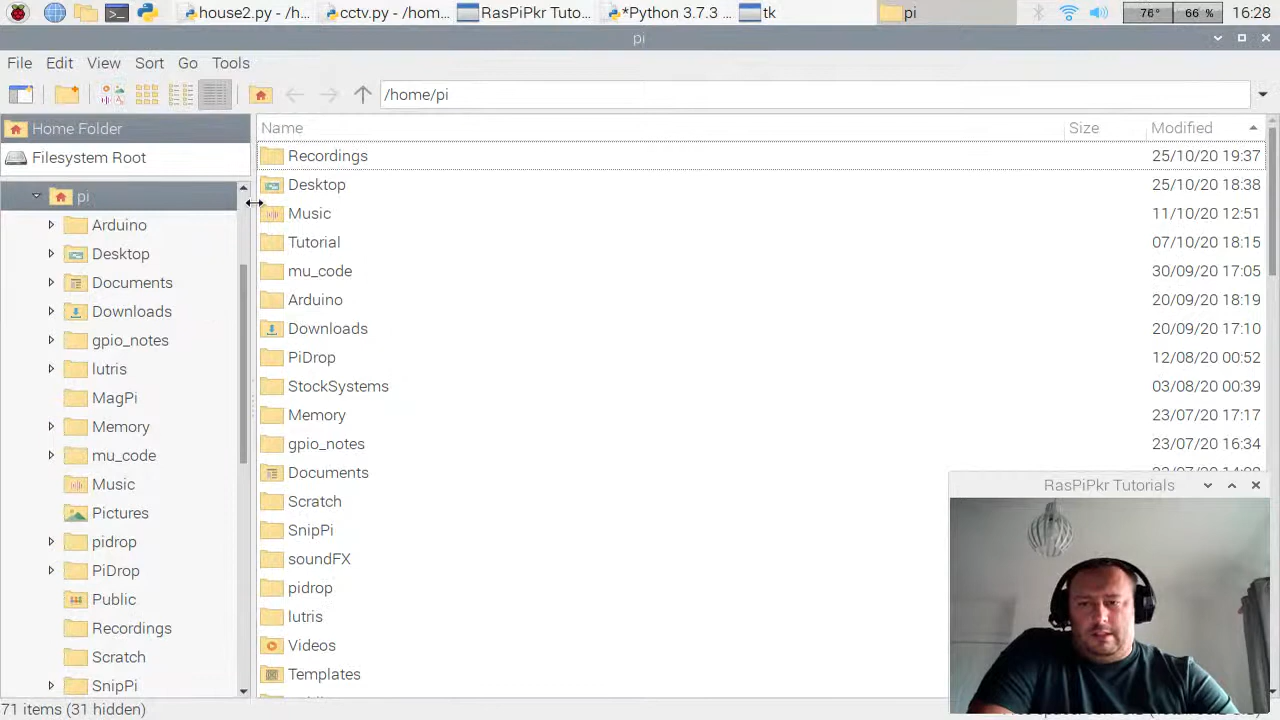 house2.py - /h...
cctv.py - /hom...
RasPiPkr Tuto...
*Python 3.7.3 ...
tk
pi
76°
66 %
16:28
pi
File Edit View Sort Go Tools
/home/pi
Home Folder
Filesystem Root
pi
Arduino
Desktop
Documents
Downloads
gpio_notes
lutris
MagPi
Memory
mu_code
Music
Pictures
pidrop
PiDrop
Public
Recordings
Scratch
SnipPi
Name Size Modified
Recordings 25/10/20 19:37
Desktop 25/10/20 18:38
Music 11/10/20 12:51
Tutorial 07/10/20 18:15
mu_code 30/09/20 17:05
Arduino 20/09/20 18:19
Downloads 20/09/20 17:10
PiDrop 12/08/20 00:52
StockSystems 03/08/20 00:39
Memory 23/07/20 17:17
gpio_notes 23/07/20 16:34
Documents
Scratch
SnipPi
soundFX
pidrop
lutris
Videos
Templates
RasPiPkr Tutorials
71 items (31 hidden)